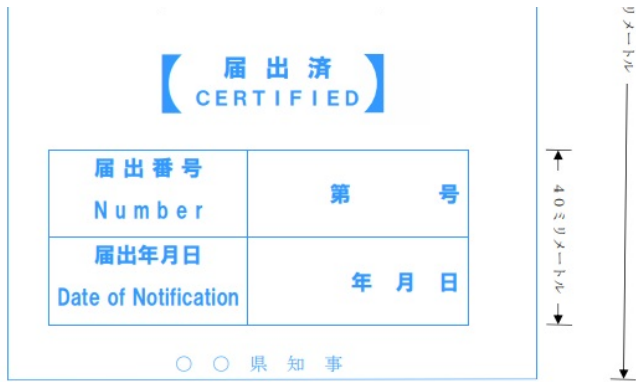 届出済
CERTIFIED
届出番号
Number
第 号
届出年月日
Date of Notification
年 月 日
○○県知事
40ミリメートル
リメートル